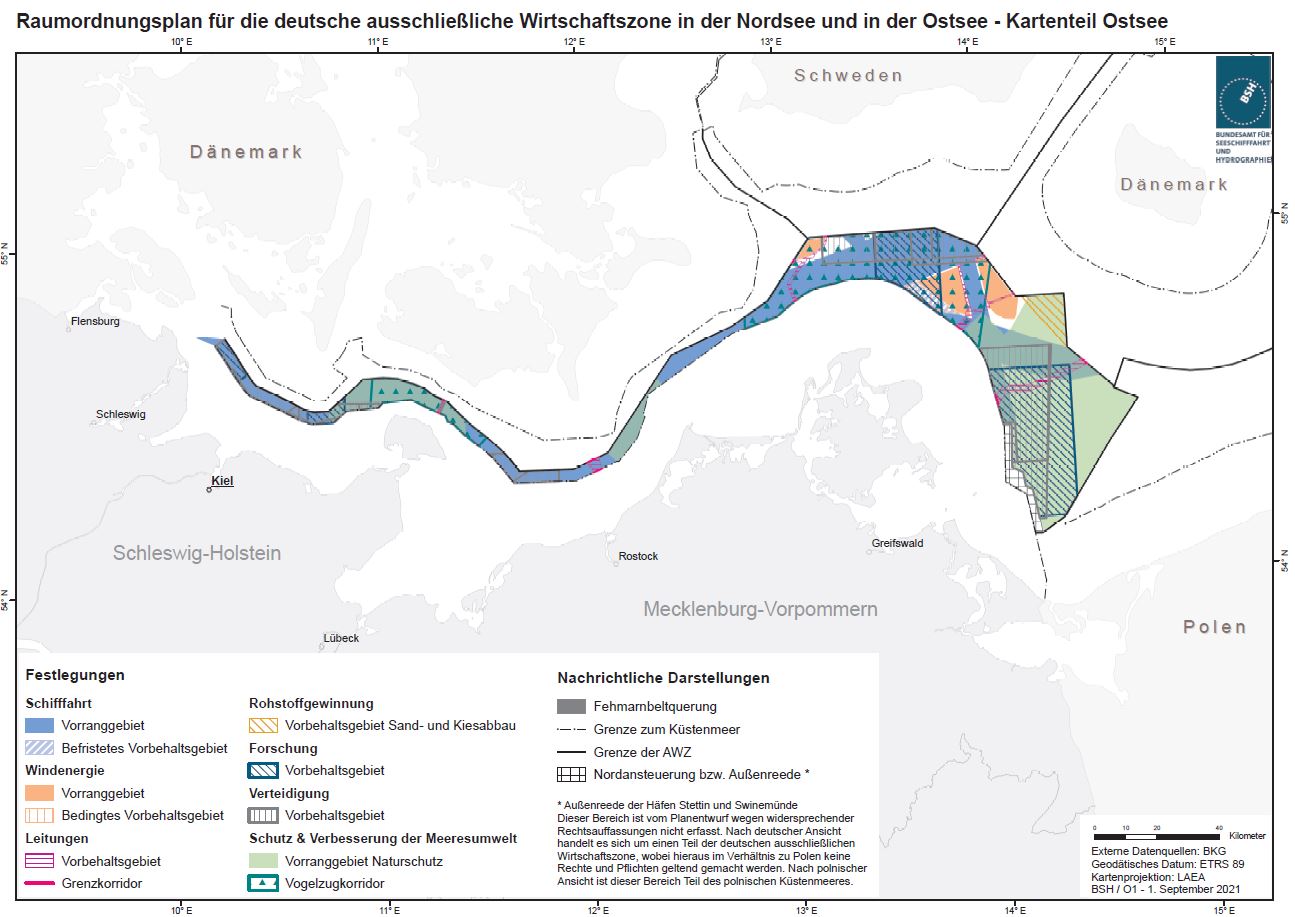 Raumordnungsplan für die deutsche ausschließliche Wirtschaftszone in der Nordsee und in der Ostsee - Kartenteil Ostsee
10° E
11° E
12° E
13° E
14° E
15° E
Schweden
BSH
BUNDESAMT FÜR
SEESCHIFFFAHRT
UND
HYDROGRAPHIE
Dänemark
Dänemark
55° N
55° N
Flensburg
Schleswig
Kiel
Schleswig-Holstein
Rostock
Greifswald
54° N
54° N
Mecklenburg-Vorpommern
Polen
Lübeck
Festlegungen
Schifffahrt
Vorranggebiet
Befristetes Vorbehaltsgebiet
Windenergie
Vorranggebiet
Bedingtes Vorbehaltsgebiet
Leitungen
Vorbehaltsgebiet
Grenzkorridor
Rohstoffgewinnung
Vorbehaltsgebiet Sand- und Kiesabbau
Forschung
Vorbehaltsgebiet
Verteidigung
Vorbehaltsgebiet
Schutz & Verbesserung der Meeresumwelt
Vorranggebiet Naturschutz
Vogelzugkorridor
Nachrichtliche Darstellungen
Fehmarnbeltquerung
Grenze zum Küstenmeer
Grenze der AWZ
Nordansteuerung bzw. Außenreede *
* Außenreede der Häfen Stettin und Swinemünde
Dieser Bereich ist vom Planentwurf wegen widersprechender
Rechtsauffassungen nicht erfasst. Nach deutscher Ansicht
handelt es sich um einen Teil der deutschen ausschließlichen
Wirtschaftszone, wobei hieraus im Verhältnis zu Polen keine
Rechte und Pflichten geltend gemacht werden. Nach polnischer
Ansicht ist dieser Bereich Teil des polnischen Küstenmeeres.
0 10 20 40
Kilometer
Externe Datenquellen: BKG
Geodätisches Datum: ETRS 89
Kartenprojektion: LAEA
BSH / O1 - 1. September 2021
10° E
11° E
12° E
13° E
14° E
15° E